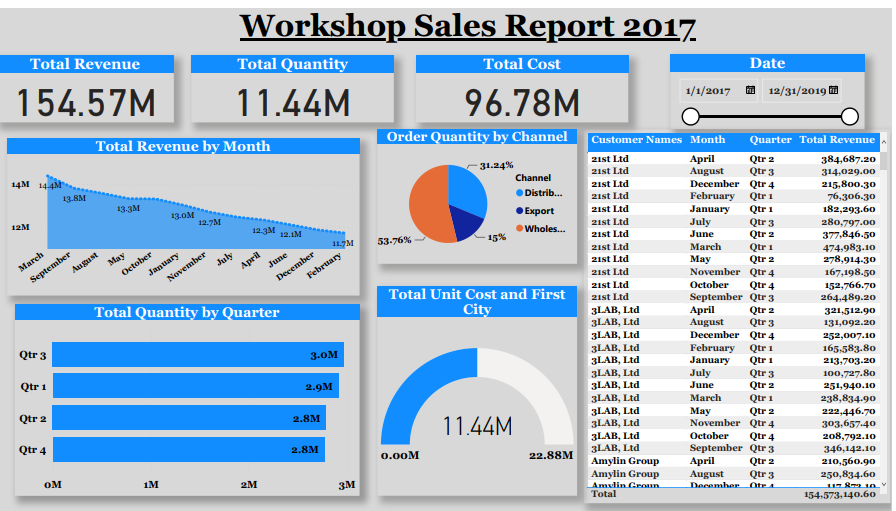 Workshop Sales Report 2017
Total Revenue
154.57M
Total Quantity
11.44M
Total Cost
96.78M
Date
1/1/2017
12/31/2019
Total Revenue by Month
14M
12M
14.4M
13.8M
13.3M
13.0M
12.7M
12.3M
12.1M
11.7M
March
September
August
May
October
January
November
July
April
June
December
February
Order Quantity by Channel
31.24%
15%
53.76%
Channel
Distrib...
Export
Wholes...
Total Quantity by Quarter
Qtr 3
3.0M
Qtr 1
2.9M
Qtr 2
2.8M
Qtr 4
2.8M
0M
1M
2M
3M
Total Unit Cost and First
City
11.44M
0.00M
22.88M
Customer Names Month Quarter Total Revenue
21st Ltd April Qtr 2 384,687.20
21st Ltd August Qtr 3 314,029.00
21st Ltd December Qtr 4 215,800.30
21st Ltd February Qtr 1 76,306.30
21st Ltd January Qtr 1 182,293.60
21st Ltd July Qtr 3 280,797.00
21st Ltd June Qtr 2 377,846.50
21st Ltd March Qtr 1 474,983.10
21st Ltd May Qtr 2 278,914.30
21st Ltd November Qtr 4 167,198.50
21st Ltd October Qtr 4 152,766.70
21st Ltd September Qtr 3 264,489.20
3LAB, Ltd April Qtr 2 321,512.90
3LAB, Ltd August Qtr 3 131,092.20
3LAB, Ltd December Qtr 4 252,007.10
3LAB, Ltd February Qtr 1 165,583.80
3LAB, Ltd January Qtr 1 213,703.20
3LAB, Ltd July Qtr 3 100,727.80
3LAB, Ltd June Qtr 2 251,940.10
3LAB, Ltd March Qtr 1 238,834.90
3LAB, Ltd May Qtr 2 222,446.70
3LAB, Ltd November Qtr 4 303,657.40
3LAB, Ltd October Qtr 4 208,792.10
3LAB, Ltd September Qtr 3 346,142.10
Amylin Group April Qtr 2 210,560.90
Amylin Group August Qtr 3 250,834.60
Amylin Group December Qtr 4 117,873.10
Total 154,573,140.60